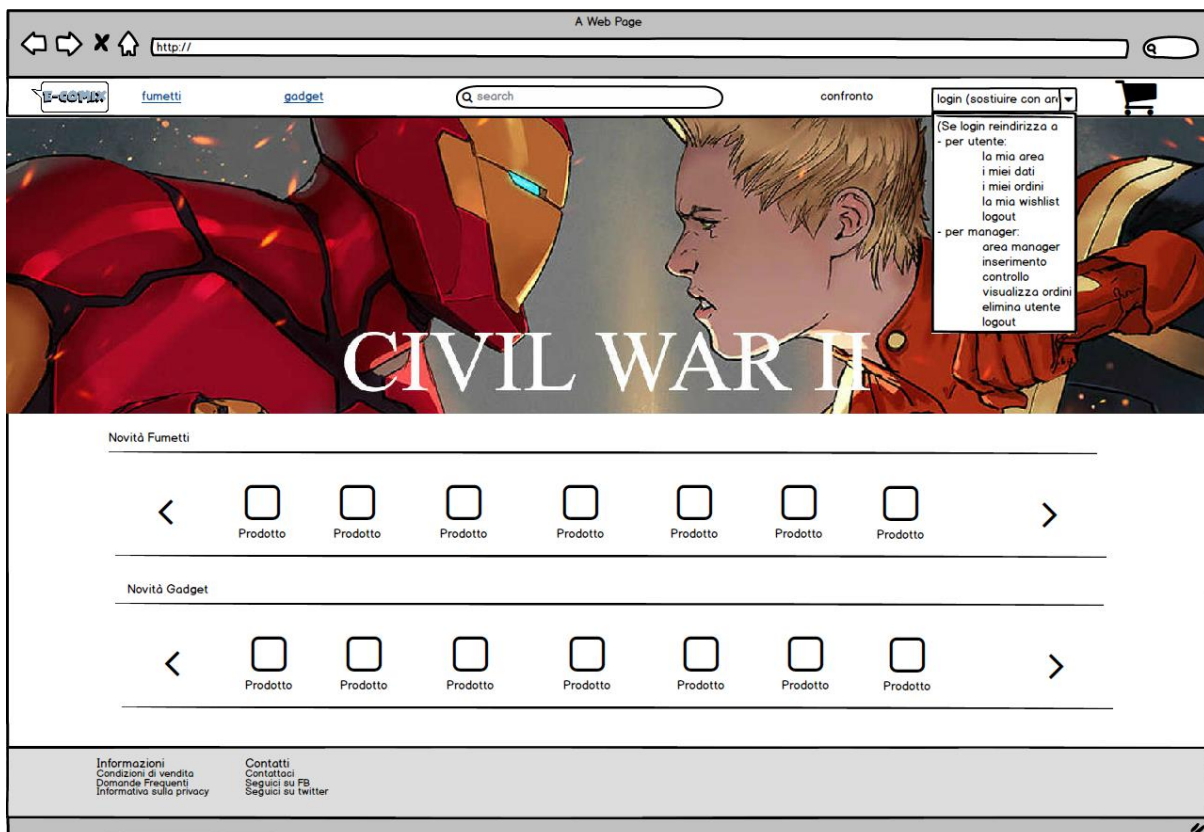 A Web Page
http://
E-COMIX
fumetti
gadget
search
confronto
login (sostiuire con are
(Se login reindirizza a
- per utente:
la mia area
i miei dati
i miei ordini
la mia wishlist
logout
- per manager:
area manager
inserimento
controllo
visualizza ordini
elimina utente
logout
CIVIL WAR II
Novità Fumetti
Prodotto Prodotto Prodotto Prodotto Prodotto Prodotto Prodotto
Novità Gadget
Prodotto Prodotto Prodotto Prodotto Prodotto Prodotto Prodotto
Informazioni
Condizioni di vendita
Domande Frequenti
Informativa sulla privacy
Contatti
Contattaci
Seguici su FB
Seguici su twitter